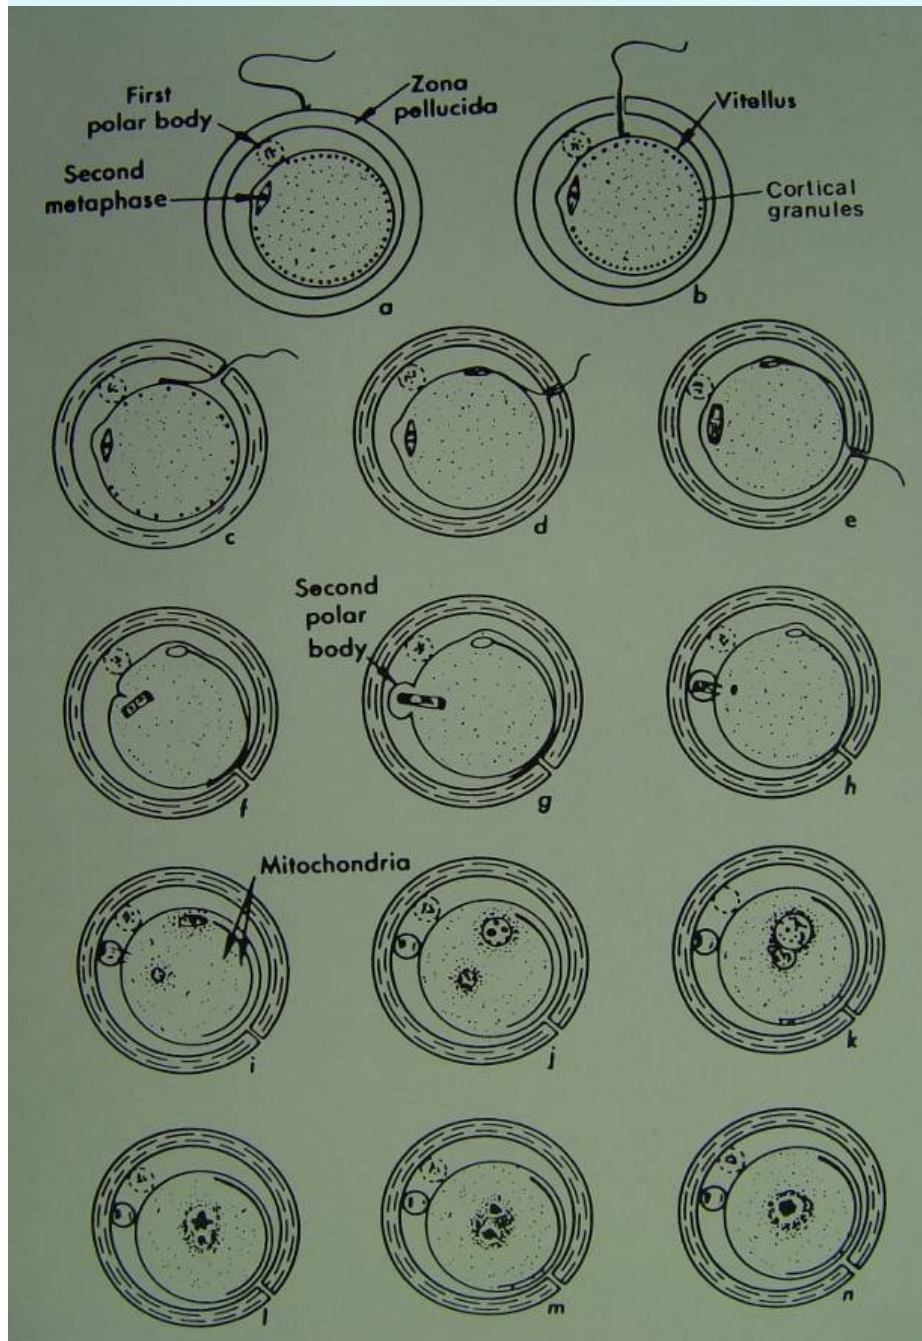 First
polar body
Zona
pellucida
Second
metaphase
a
Vitellus
Cortical
granules
b
c
d
e
Second
polar
body
f
g
h
Mitochondria
i
j
k
l
m
n